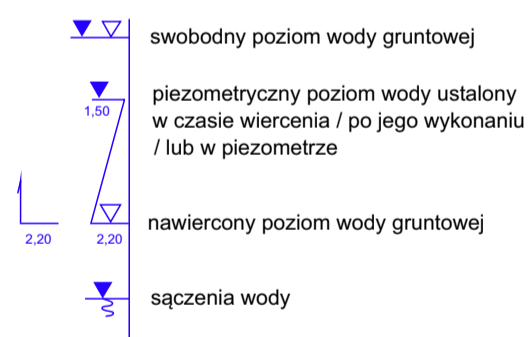 swobodny poziom wody gruntowej
piezometryczny poziom wody ustalony
1,50
w czasie wiercenia / po jego wykonaniu
/ lub w piezometrze
nawiercony poziom wody gruntowej
2,20 2,20
sączenia wody